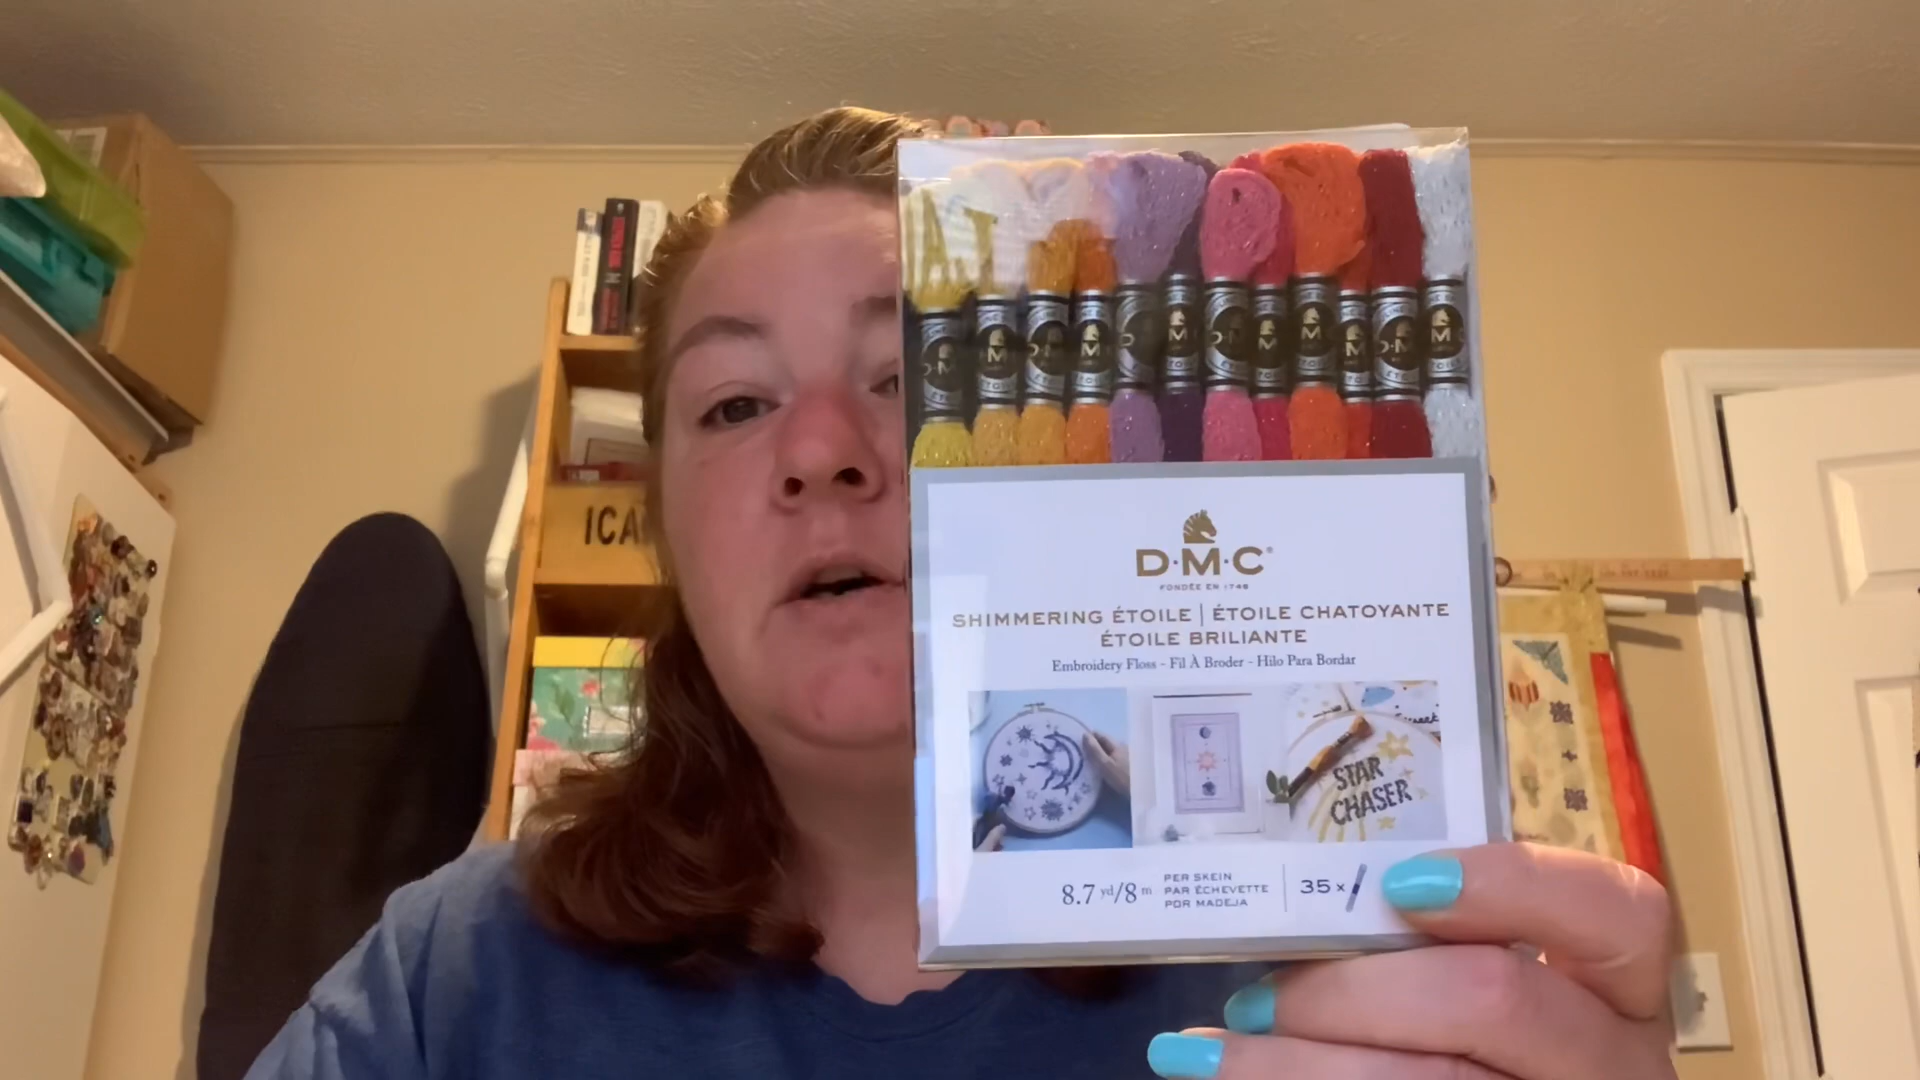 D·M·C®
FONDÉE EN 1746
SHIMMERING ÉTOILE | ÉTOILE CHATOYANTE
ÉTOILE BRILIANTE
Embroidery Floss - Fil À Broder - Hilo Para Bordar
STAR
CHASER
8.7 yd/8 m
PER SKEIN
PAR ÉCHEVETTE
POR MADEJA
35 x
ICA